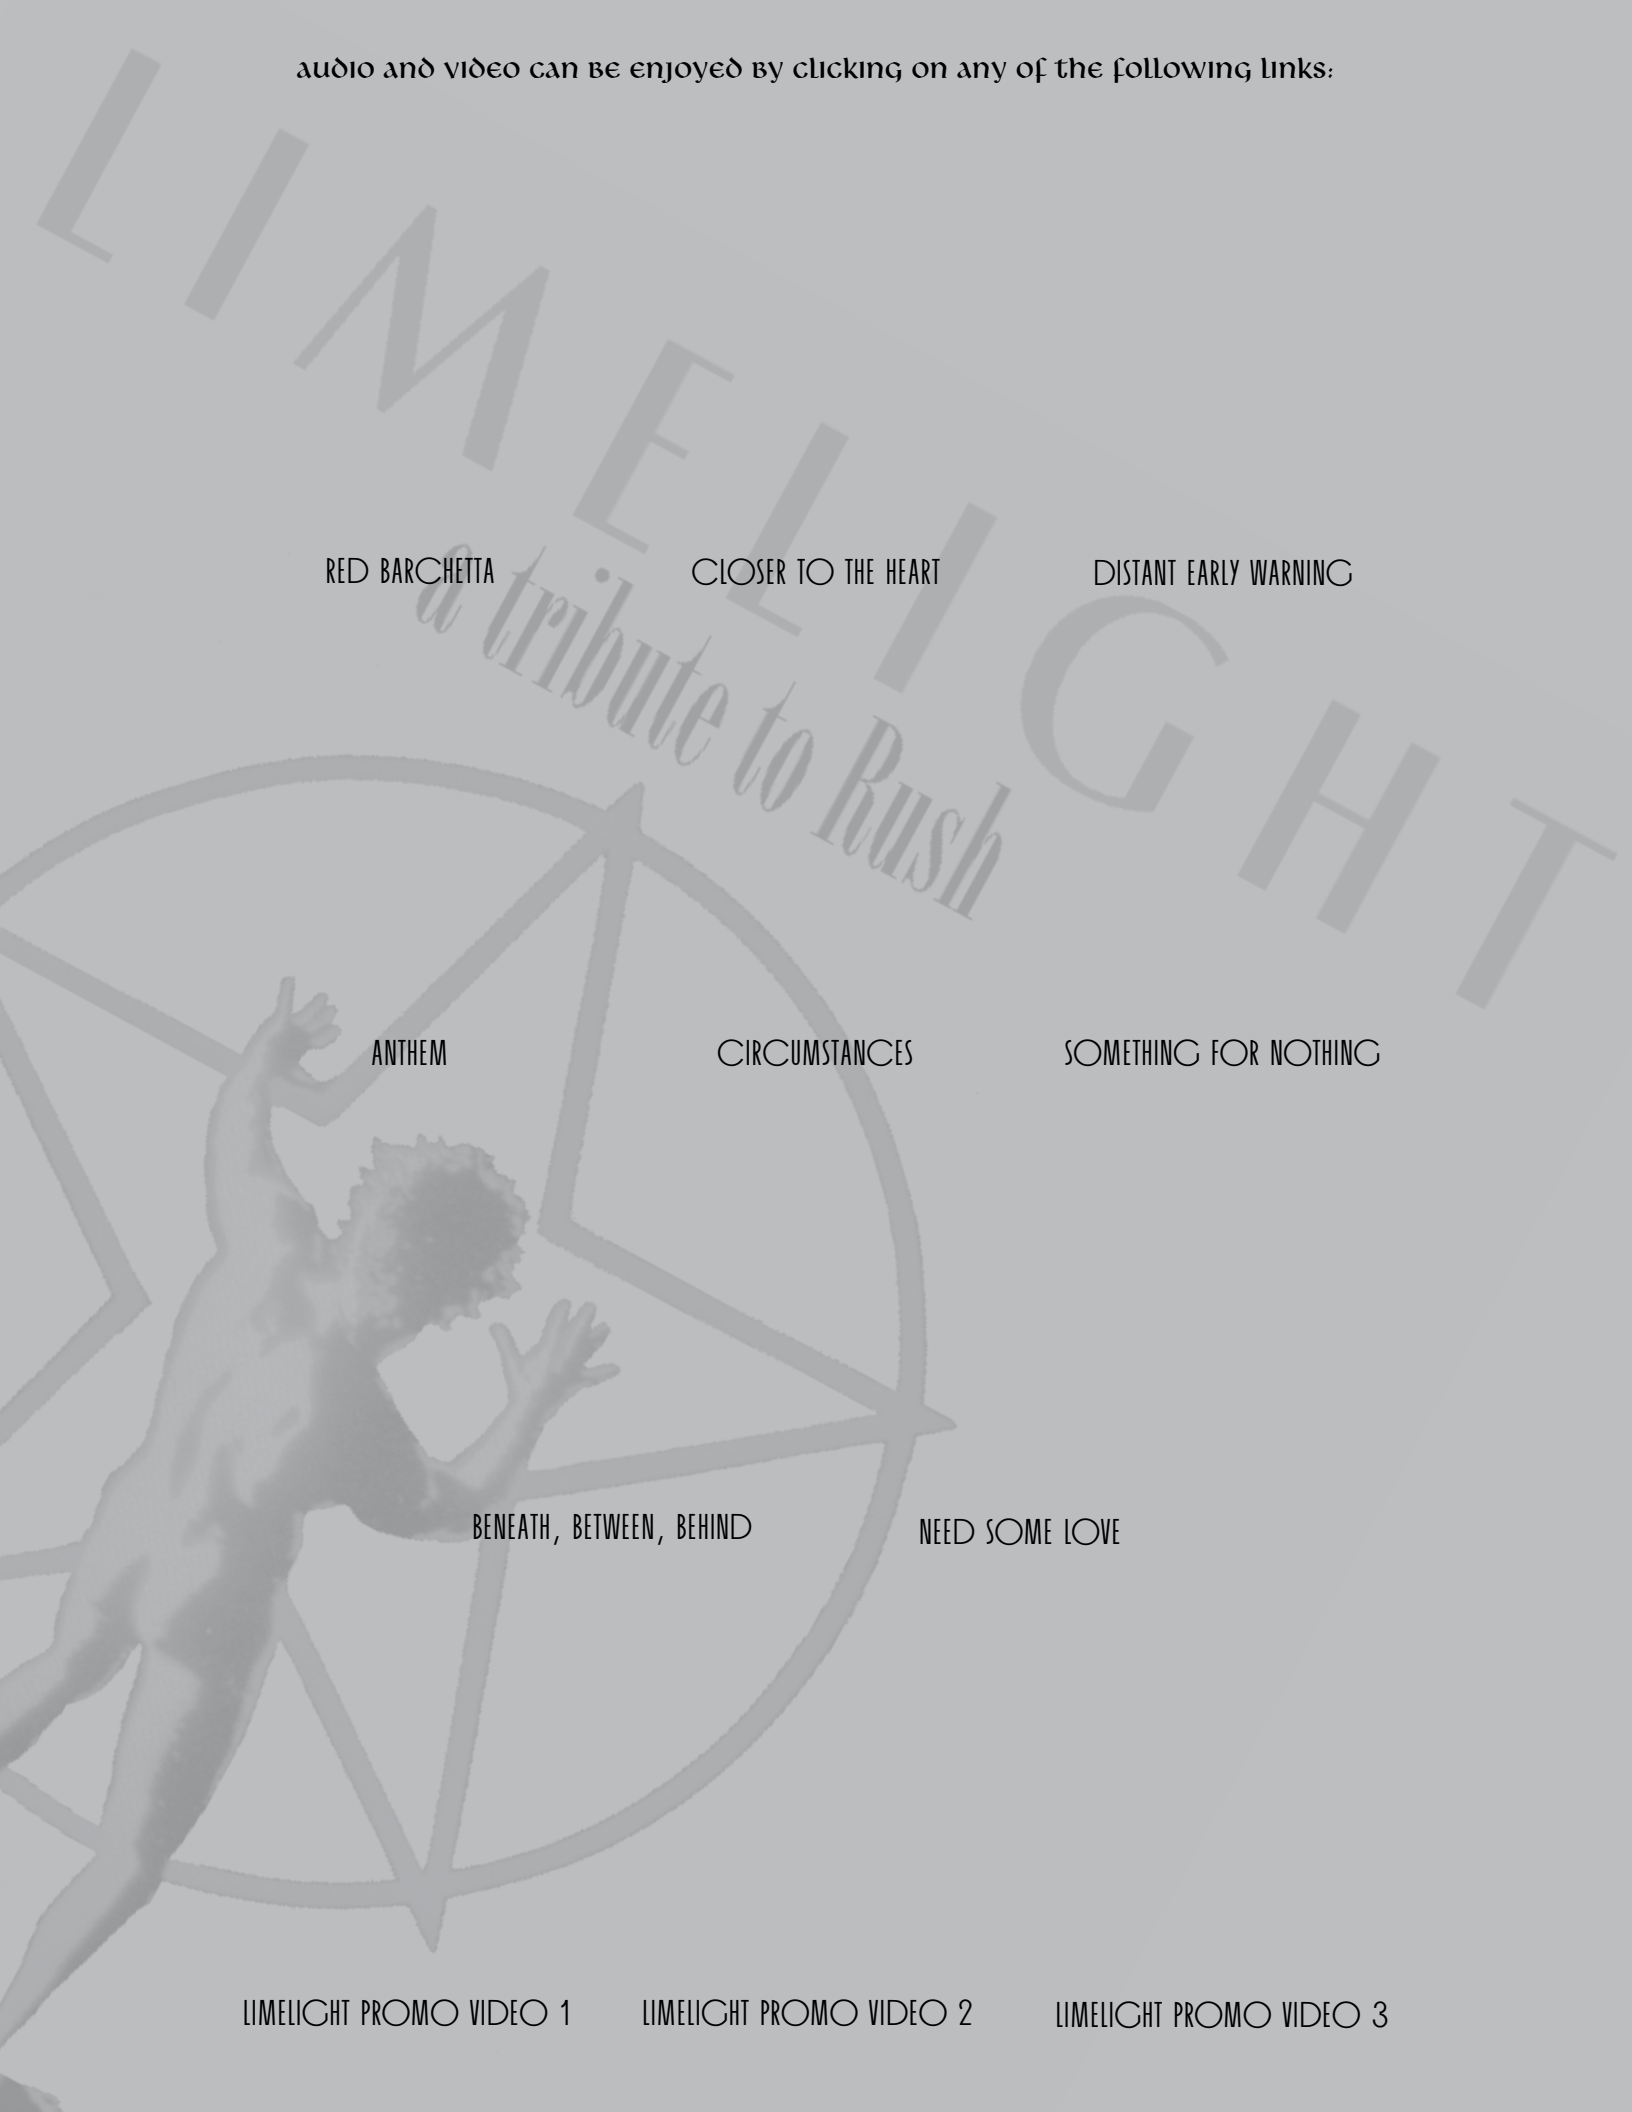 audio and video can be enjoyed by clicking on any of the following links:
LIMELIGHT
a tribute to Rush
RED BARCHETTA
CLOSER TO THE HEART
DISTANT EARLY WARNING
ANTHEM
CIRCUMSTANCES
SOMETHING FOR NOTHING
BENEATH, BETWEEN, BEHIND
NEED SOME LOVE
LIMELIGHT PROMO VIDEO 1
LIMELIGHT PROMO VIDEO 2
LIMELIGHT PROMO VIDEO 3